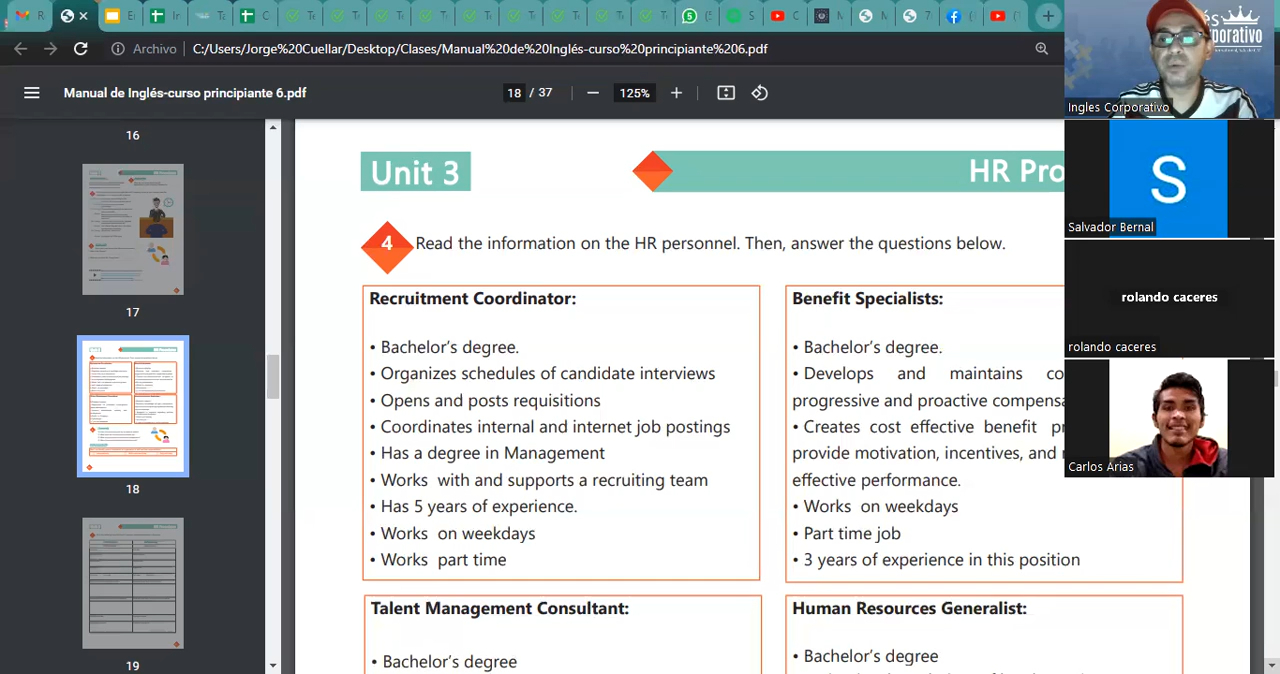 Archivo C:/Users/Jorge%20Cuellar/Desktop/Clases/Manual%20de%20Inglés-curso%20principiante%206.pdf
Manual de Inglés-curso principiante 6.pdf
18 / 37
125%
16
17
18
19
Unit 3
HR Pro
4
Read the information on the HR personnel. Then, answer the questions below.
Recruitment Coordinator:
• Bachelor's degree.
• Organizes schedules of candidate interviews
• Opens and posts requisitions
• Coordinates internal and internet job postings
• Has a degree in Management
• Works with and supports a recruiting team
• Has 5 years of experience.
• Works on weekdays
• Works part time
Benefit Specialists:
• Bachelor's degree.
• Develops and maintains co
progressive and proactive compensa
• Creates cost effective benefit pr
provide motivation, incentives, and
effective performance.
• Works on weekdays
• Part time job
• 3 years of experience in this position
Talent Management Consultant:
• Bachelor's degree
Human Resources Generalist:
• Bachelor's degree
Ingles Corporativo
S
Salvador Bernal
rolando caceres
rolando caceres
Carlos Arias